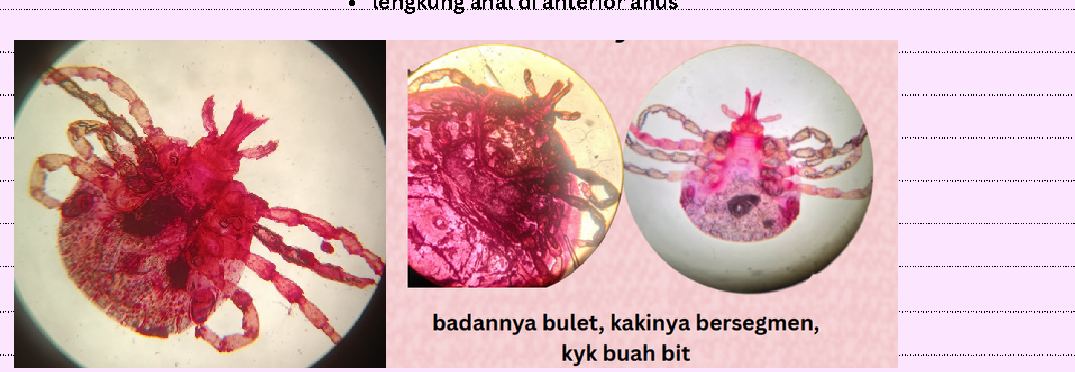 • lengkung anal di anterior anus
badannya bulet, kakinya bersegmen,
kyk buah bit